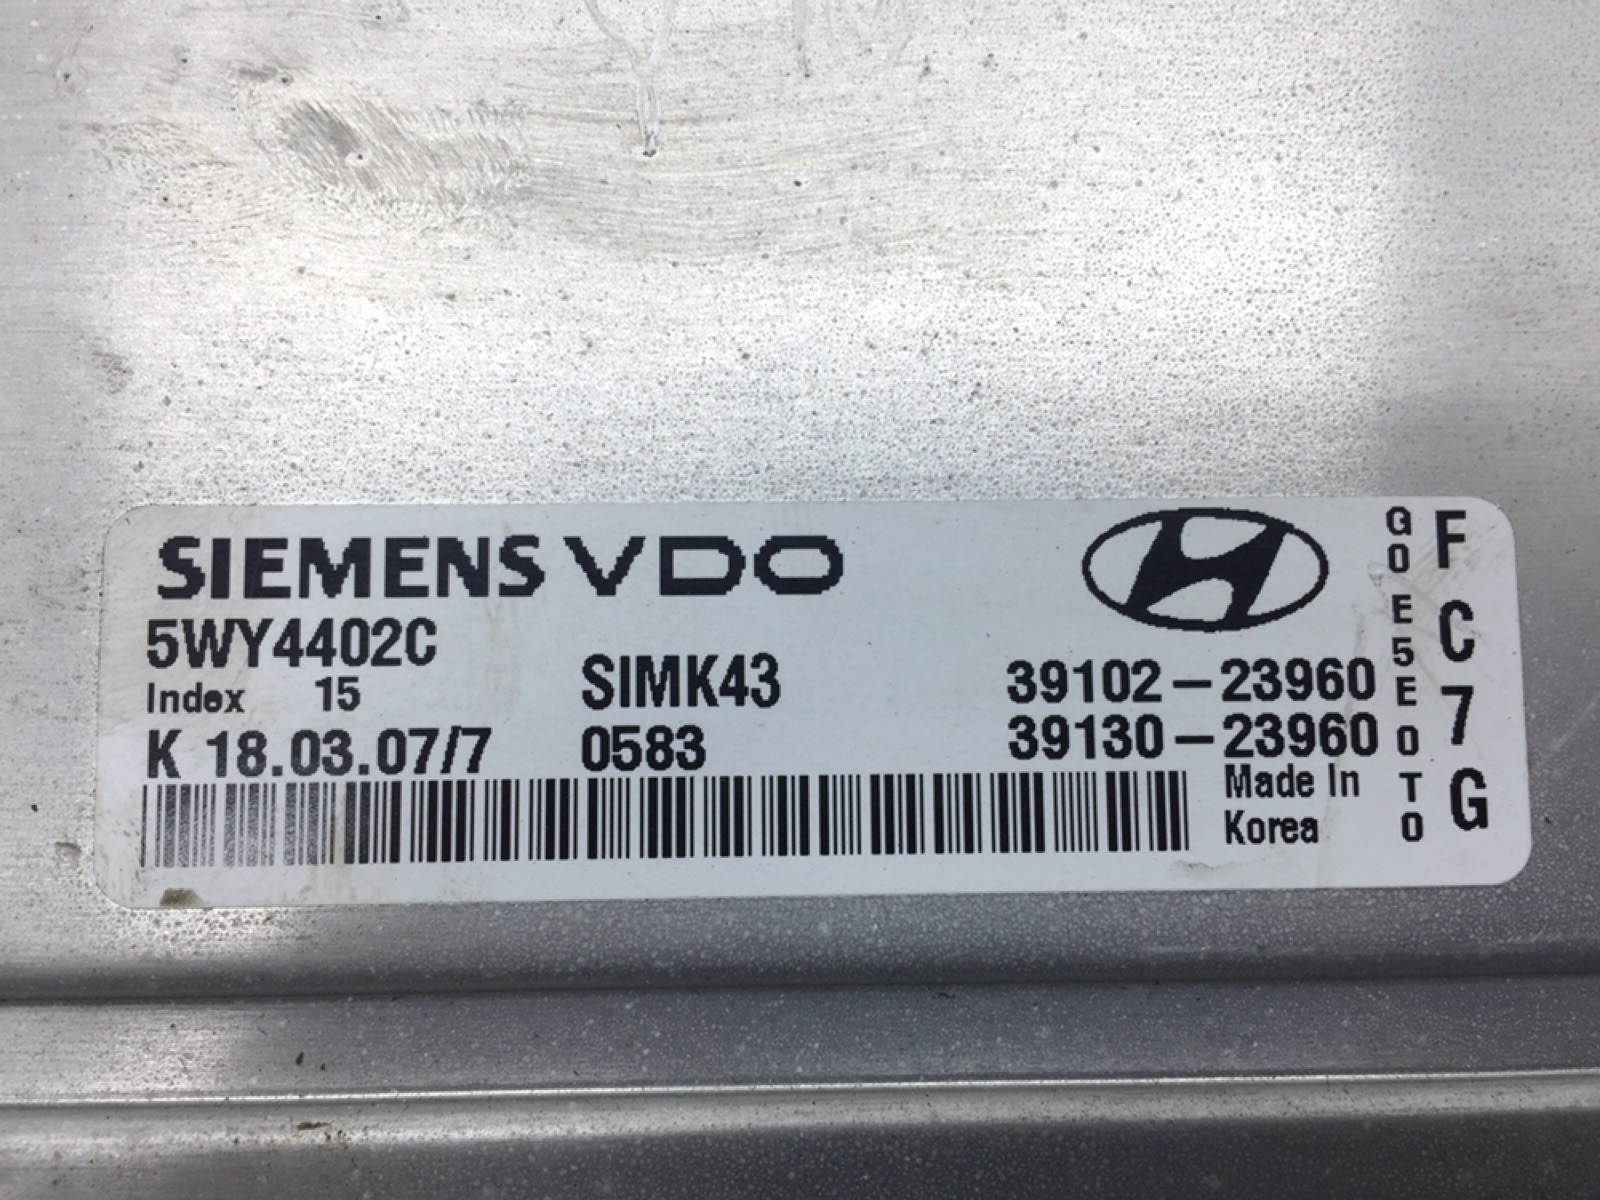 SIEMENS VDO
5WY4402C
Index 15
SIMK43
K 18.03.07/7
0583
39102-23960
39130-23960
Made In
Korea
G0E5E0T0
FC7G